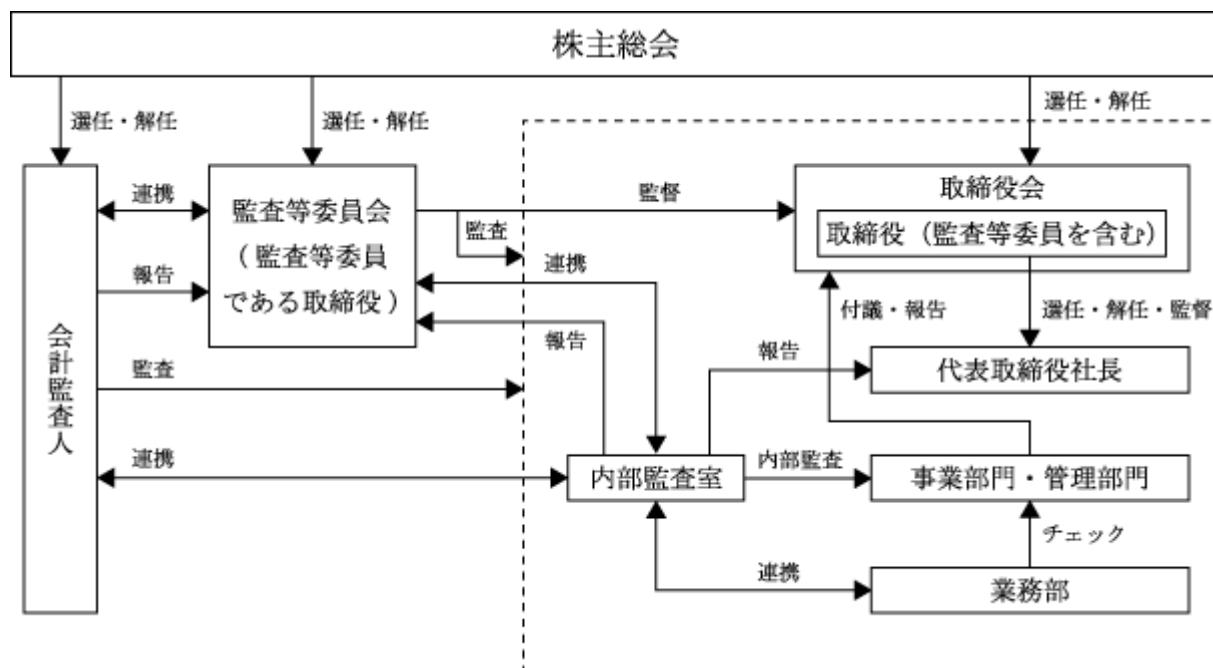 株主総会
選任・解任
選任・解任
選任・解任
連携
監査等委員会
（監査等委員
である取締役）
監督
監査
取締役会
取締役（監査等委員を含む）
連携
報告
付議・報告
選任・解任・監督
報告
報告
代表取締役社長
会計監査人
監査
連携
内部監査室
内部監査
事業部門・管理部門
チェック
連携
業務部